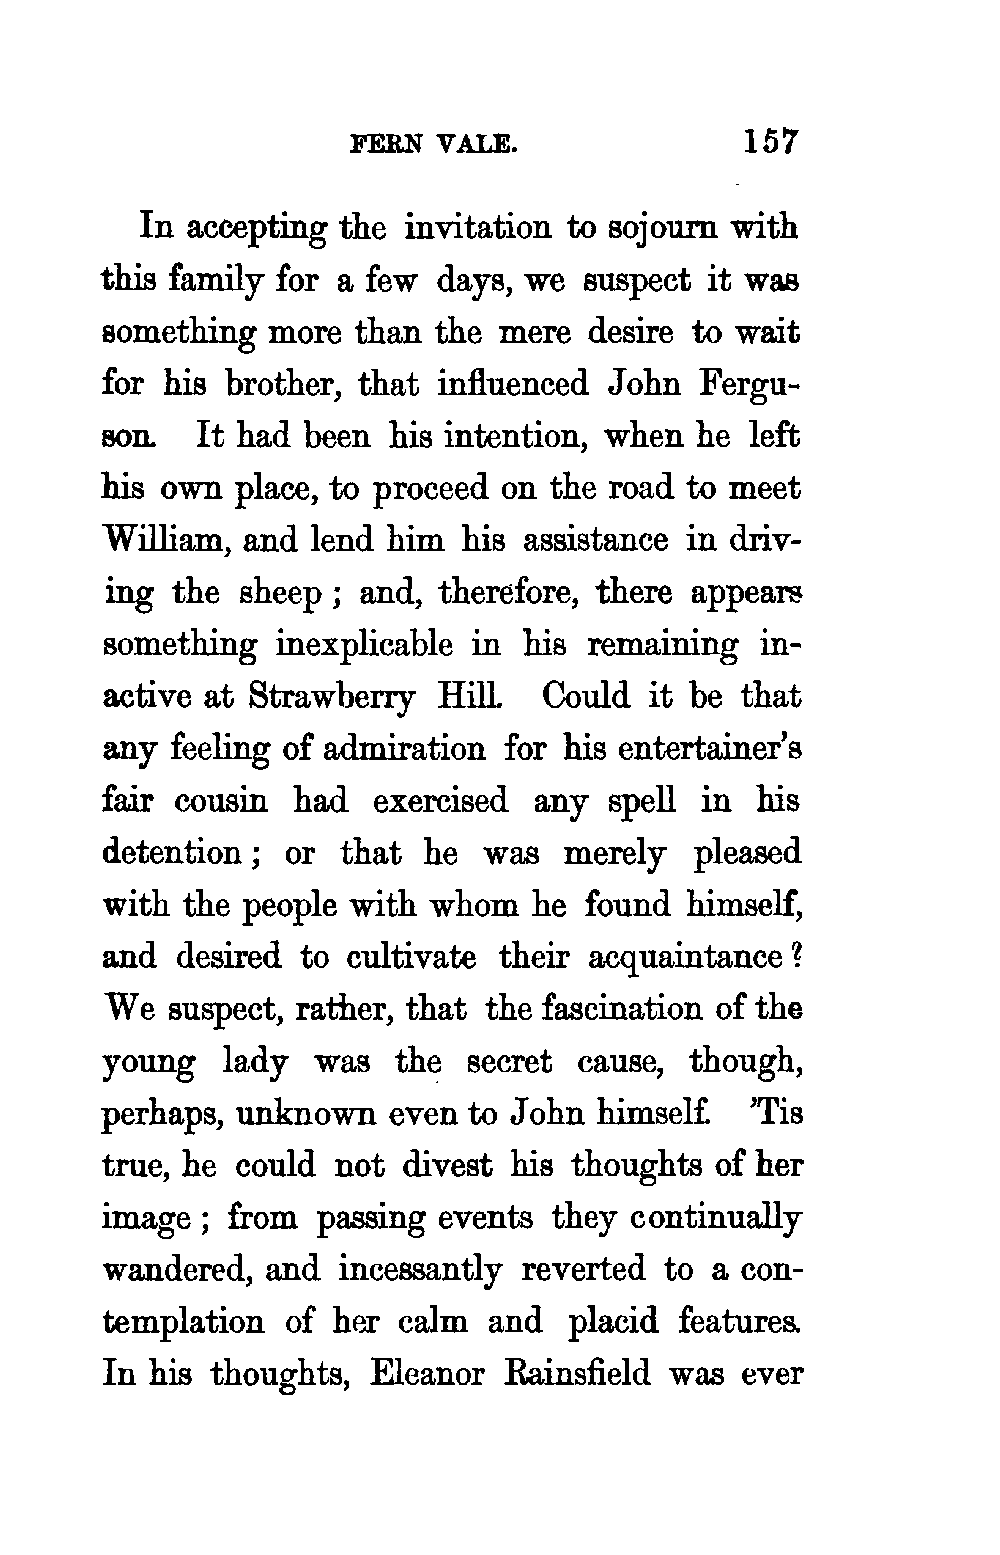 FERN VALE. 157
In accepting the invitation to sojourn with
this family for a few days, we suspect it was
something more than the mere desire to wait
for his brother, that influenced John Fergu-
son. It had been his intention, when he left
his own place, to proceed on the road to meet
William, and lend him his assistance in driv-
ing the sheep ; and, therefore, there appears
something inexplicable in his remaining in-
active at Strawberry Hill. Could it be that
any feeling of admiration for his entertainer's
fair cousin had exercised any spell in his
detention ; or that he was merely pleased
with the people with whom he found himself,
and desired to cultivate their acquaintance ?
We suspect, rather, that the fascination of the
young lady was the secret cause, though,
perhaps, unknown even to John himself. 'Tis
true, he could not divest his thoughts of her
image ; from passing events they continually
wandered, and incessantly reverted to a con-
templation of her calm and placid features.
In his thoughts, Eleanor Rainsfield was ever